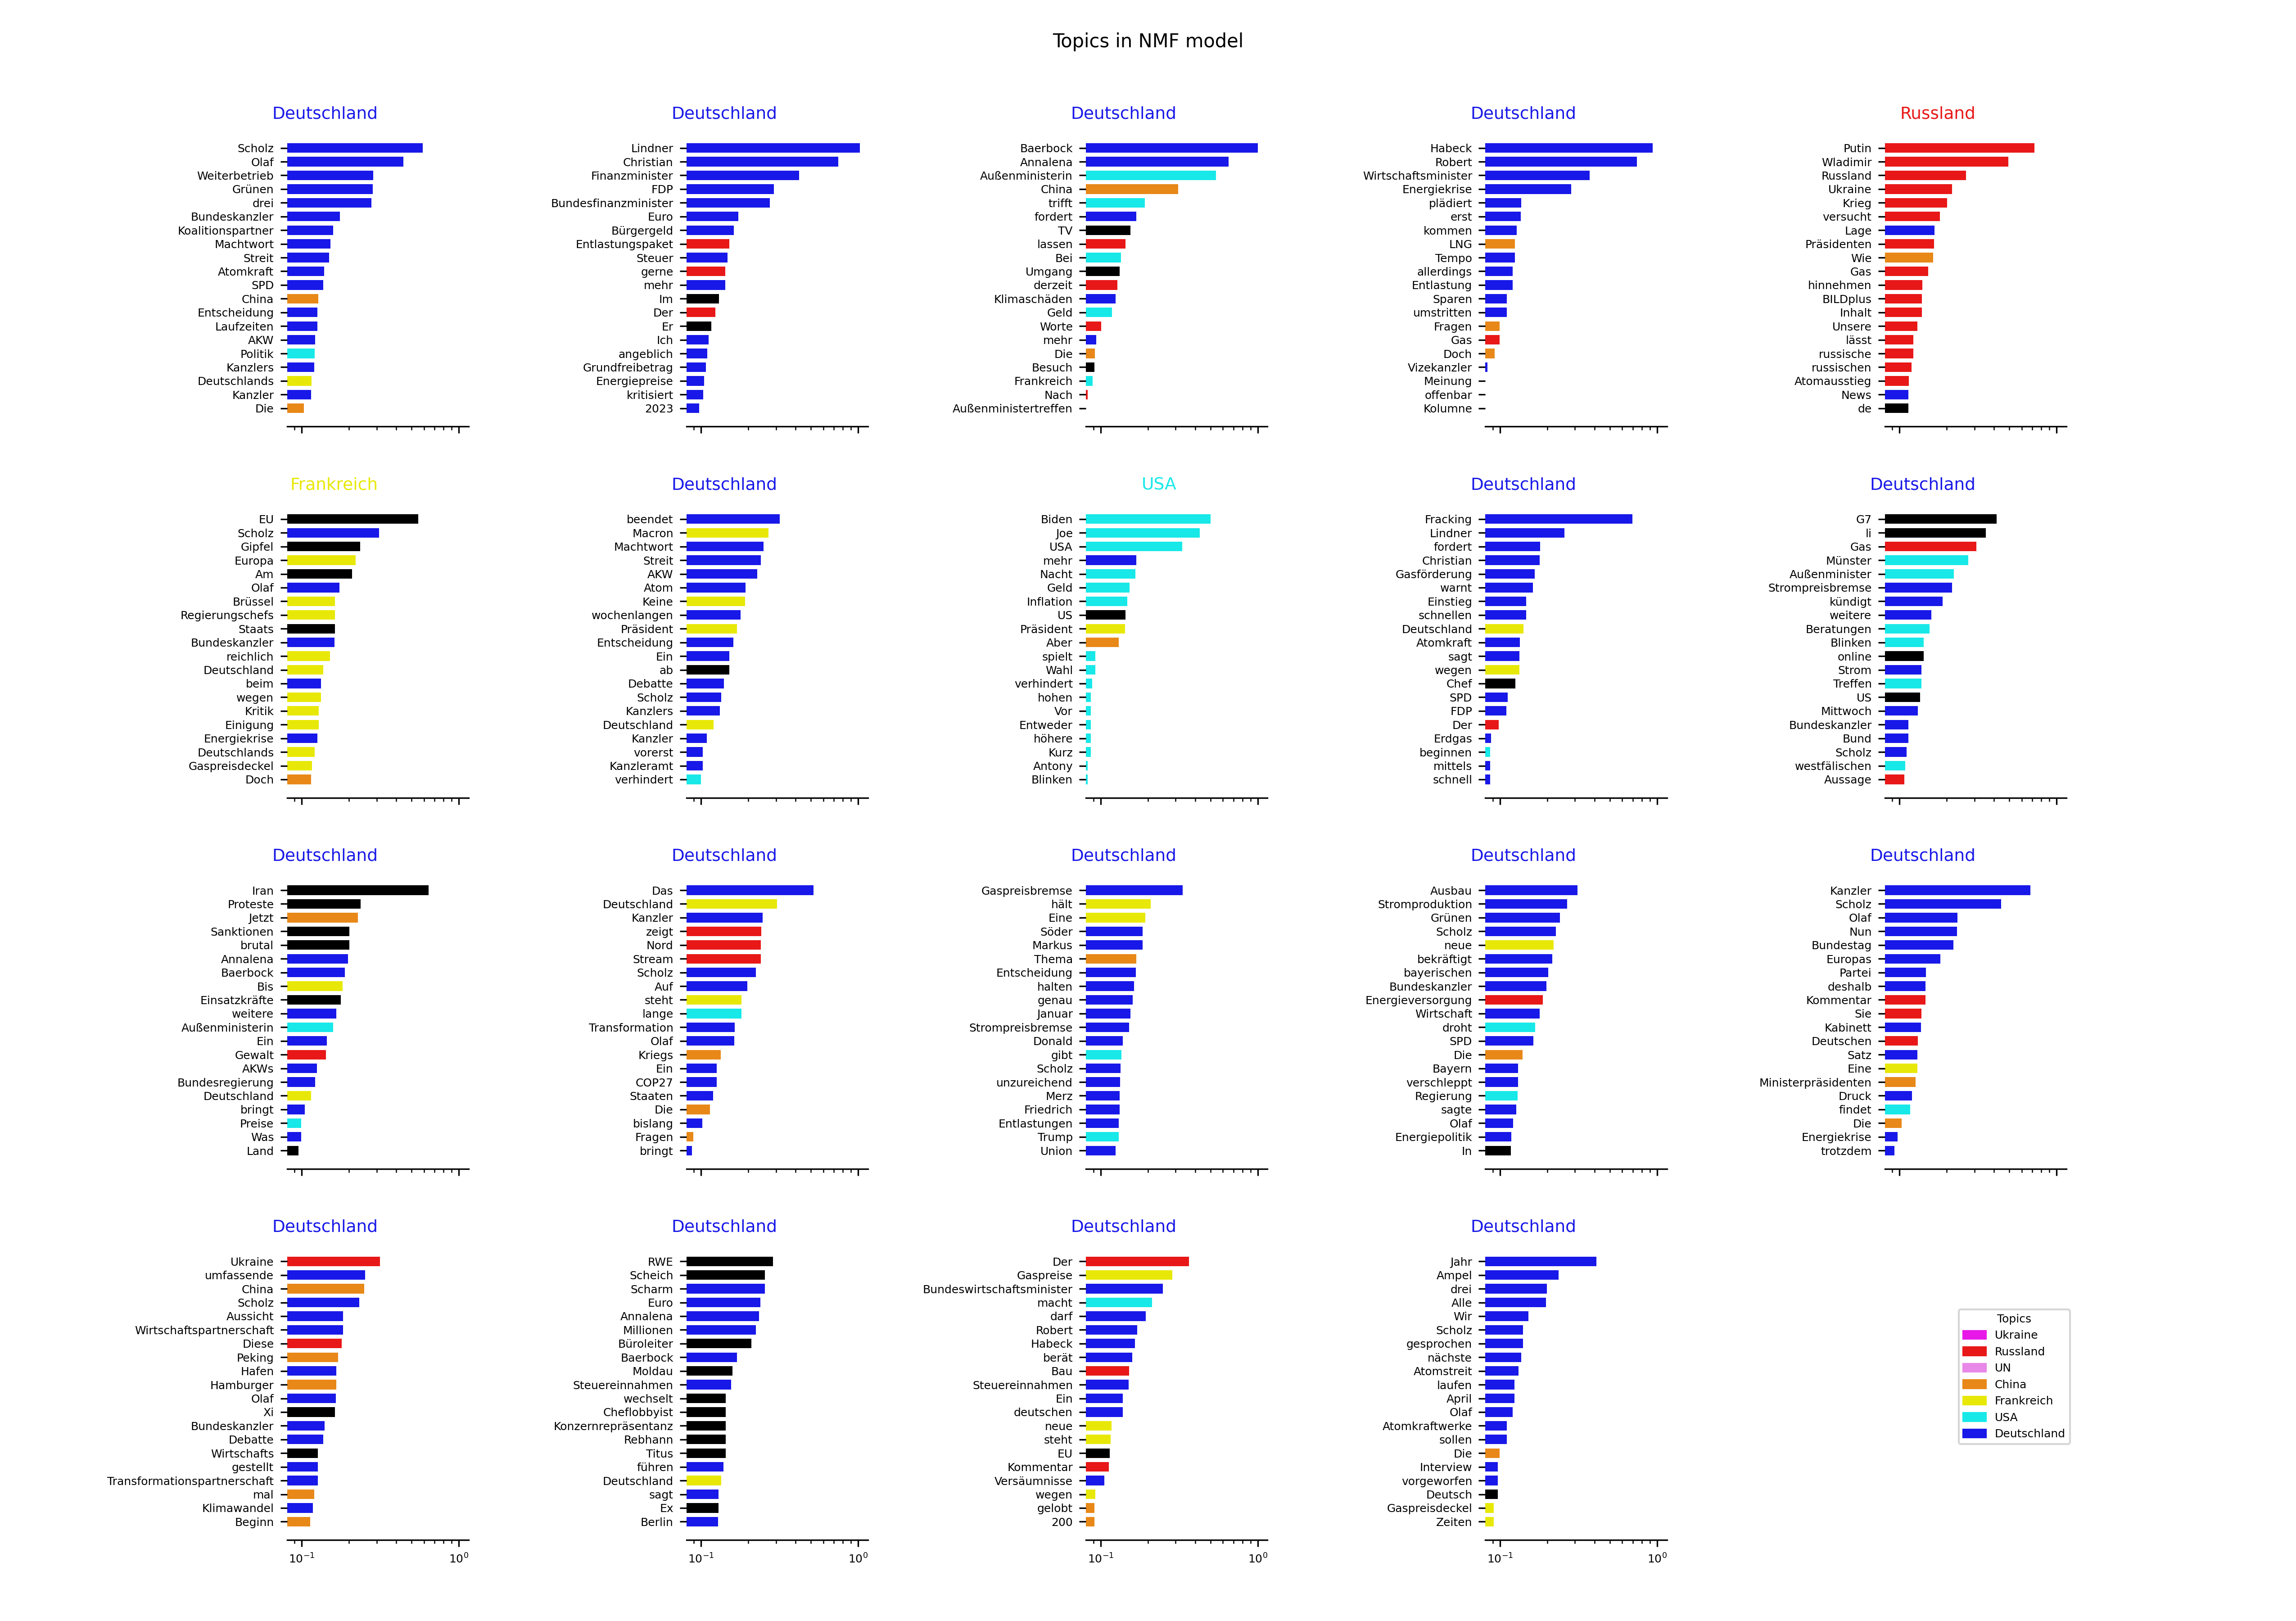 Topics in NMF model
Deutschland
Scholz
Olaf
Weiterbetrieb
Grünen
drei
Bundeskanzler
Koalitionspartner
Machtwort
Streit
Atomkraft
SPD
China
Entscheidung
Laufzeiten
AKW
Politik
Kanzlers
Deutschlands
Kanzler
Die
Deutschland
Lindner
Christian
Finanzminister
FDP
Bundesfinanzminister
Euro
Bürgergeld
Entlastungspaket
Steuer
gerne
mehr
Im
Der
Er
Ich
angeblich
Grundfreibetrag
Energiepreise
kritisiert
2023
Deutschland
Baerbock
Annalena
Außenministerin
China
trifft
fordert
TV
lassen
Bei
Umgang
derzeit
Klimaschäden
Geld
Worte
mehr
Die
Besuch
Frankreich
Nach
Außenministertreffen
Deutschland
Habeck
Robert
Wirtschaftsminister
Energiekrise
plädiert
erst
kommen
LNG
Tempo
allerdings
Entlastung
Sparen
umstritten
Fragen
Gas
Doch
Vizekanzler
Meinung
offenbar
Kolumne
Russland
Putin
Wladimir
Russland
Ukraine
Krieg
versucht
Lage
Präsidenten
Wie
Gas
hinnehmen
BILDplus
Inhalt
Unsere
lässt
russische
russischen
Atomausstieg
News
de
Frankreich
EU
Scholz
Gipfel
Europa
Am
Olaf
Brüssel
Regierungschefs
Staats
Bundeskanzler
reichlich
Deutschland
beim
wegen
Kritik
Einigung
Energiekrise
Deutschlands
Gaspreisdeckel
Doch
Deutschland
beendet
Macron
Machtwort
Streit
AKW
Atom
Keine
wochenlangen
Präsident
Entscheidung
Ein
ab
Debatte
Scholz
Kanzlers
Deutschland
Kanzler
vorerst
Kanzleramt
verhindert
USA
Biden
Joe
USA
mehr
Nacht
Geld
Inflation
US
Präsident
Aber
spielt
Wahl
verhindert
hohen
Vor
Entweder
höhere
Kurz
Antony
Blinken
Deutschland
Fracking
Lindner
fordert
Christian
Gasförderung
warnt
Einstieg
schnellen
Deutschland
Atomkraft
sagt
wegen
Chef
SPD
FDP
Der
Erdgas
beginnen
mittels
schnell
Deutschland
G7
li
Gas
Münster
Außenminister
Strompreisbremse
kündigt
weitere
Beratungen
Blinken
online
Strom
Treffen
US
Mittwoch
Bundeskanzler
Bund
Scholz
westfälischen
Aussage
Deutschland
Iran
Proteste
Jetzt
Sanktionen
brutal
Annalena
Baerbock
Bis
Einsatzkräfte
weitere
Außenministerin
Ein
Gewalt
AKWs
Bundesregierung
Deutschland
bringt
Preise
Was
Land
Deutschland
Das
Deutschland
Kanzler
zeigt
Nord
Stream
Scholz
Auf
steht
lange
Transformation
Olaf
Kriegs
Ein
COP27
Staaten
Die
bislang
Fragen
bringt
Deutschland
Gaspreisbremse
hält
Eine
Söder
Markus
Thema
Entscheidung
halten
genau
Januar
Strompreisbremse
Donald
gibt
Scholz
unzureichend
Merz
Friedrich
Entlastungen
Trump
Union
Deutschland
Ausbau
Stromproduktion
Grünen
Scholz
neue
bekräftigt
bayerischen
Bundeskanzler
Energieversorgung
Wirtschaft
droht
SPD
Die
Bayern
verschleppt
Regierung
sagte
Olaf
Energiepolitik
In
Deutschland
Kanzler
Scholz
Olaf
Nun
Bundestag
Europas
Partei
deshalb
Kommentar
Sie
Kabinett
Deutschen
Satz
Eine
Ministerpräsidenten
Druck
findet
Die
Energiekrise
trotzdem
Deutschland
Ukraine
umfassende
China
Scholz
Aussicht
Wirtschaftspartnerschaft
Diese
Peking
Hafen
Hamburger
Olaf
Xi
Bundeskanzler
Debatte
Wirtschafts
gestellt
Transformationspartnerschaft
mal
Klimawandel
Beginn
10⁻¹ 10⁰
Deutschland
RWE
Scheich
Scharm
Euro
Annalena
Millionen
Büroleiter
Baerbock
Moldau
Steuereinnahmen
wechselt
Cheflobbyist
Konzernrepräsentanz
Rebhann
Titus
führen
Deutschland
sagt
Ex
Berlin
10⁻¹ 10⁰
Deutschland
Der
Gaspreise
Bundeswirtschaftsminister
macht
darf
Robert
Habeck
berät
Bau
Steuereinnahmen
Ein
deutschen
neue
steht
EU
Kommentar
Versäumnisse
wegen
gelobt
200
10⁻¹ 10⁰
Deutschland
Jahr
Ampel
drei
Alle
Wir
Scholz
gesprochen
nächste
Atomstreit
laufen
April
Olaf
Atomkraftwerke
sollen
Die
Interview
vorgeworfen
Deutsch
Gaspreisdeckel
Zeiten
10⁻¹ 10⁰
Topics
Ukraine
Russland
UN
China
Frankreich
USA
Deutschland